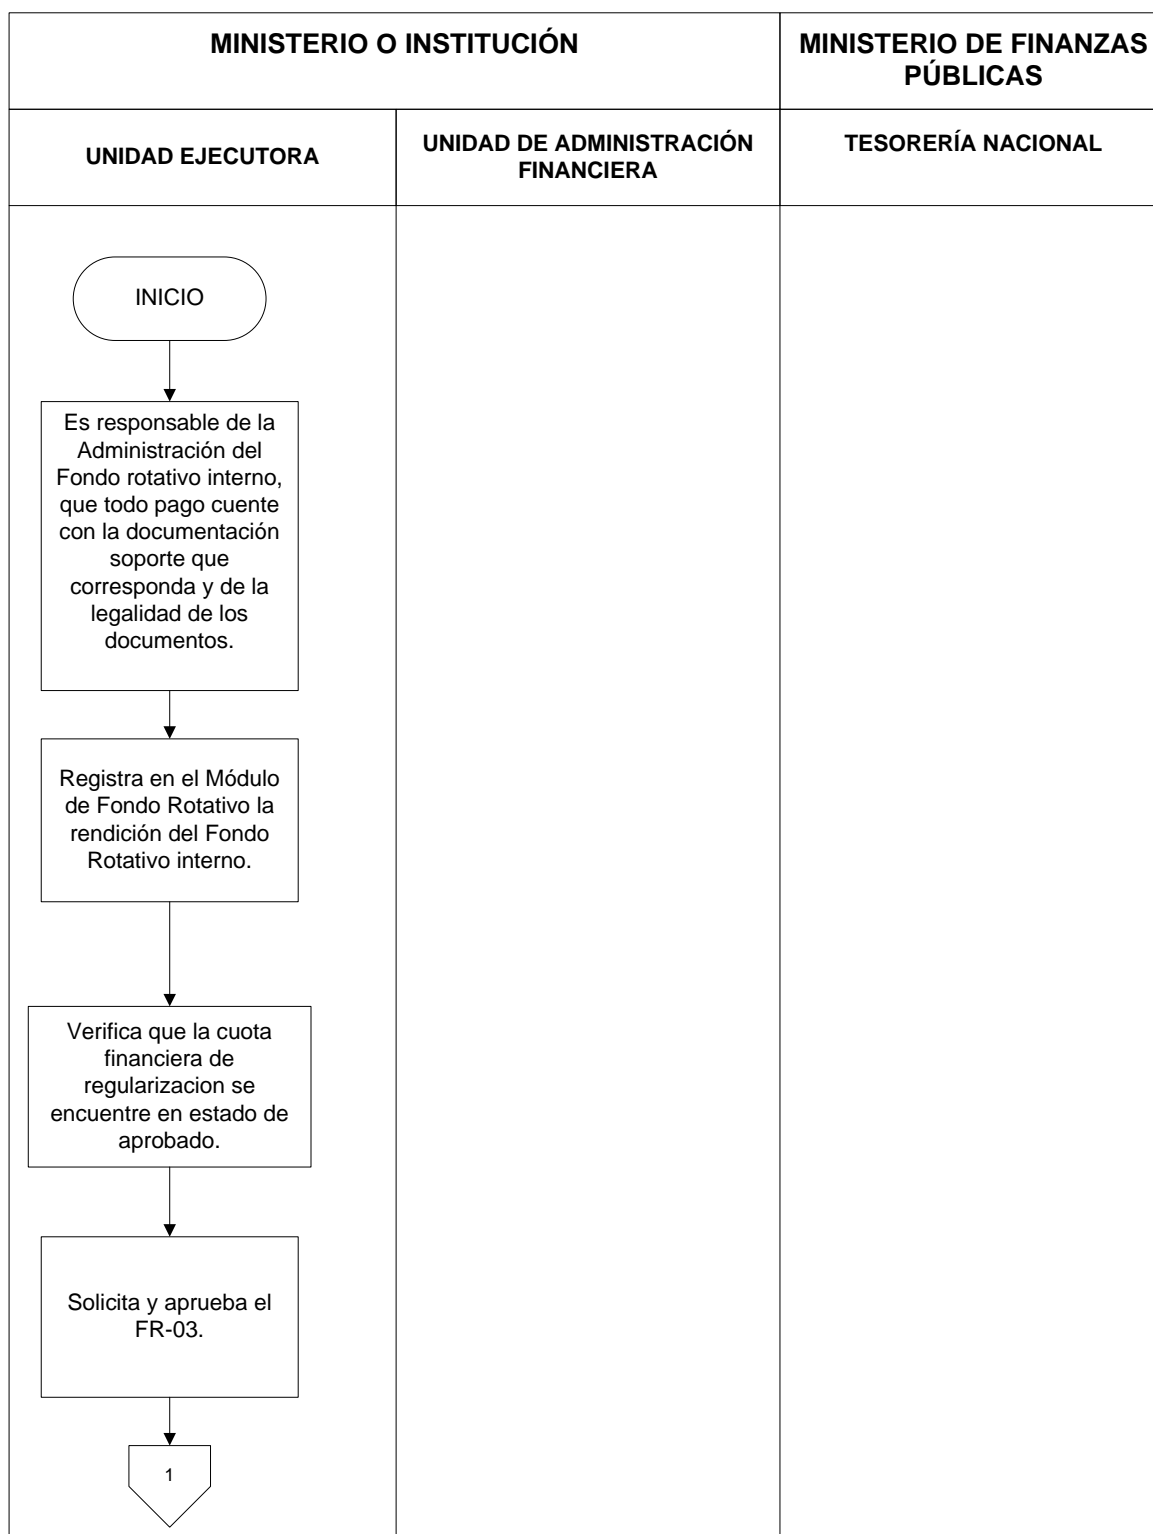 MINISTERIO O INSTITUCIÓN
MINISTERIO DE FINANZAS
PÚBLICAS
UNIDAD EJECUTORA
UNIDAD DE ADMINISTRACIÓN
FINANCIERA
TESORERÍA NACIONAL
INICIO
Es responsable de la
Administración del
Fondo rotativo interno,
que todo pago cuente
con la documentación
soporte que
corresponda y de la
legalidad de los
documentos.
Registra en el Módulo
de Fondo Rotativo la
rendición del Fondo
Rotativo interno.
Verifica que la cuota
financiera de
regularizacion se
encuentre en estado de
aprobado.
Solicita y aprueba el
FR-03.
1